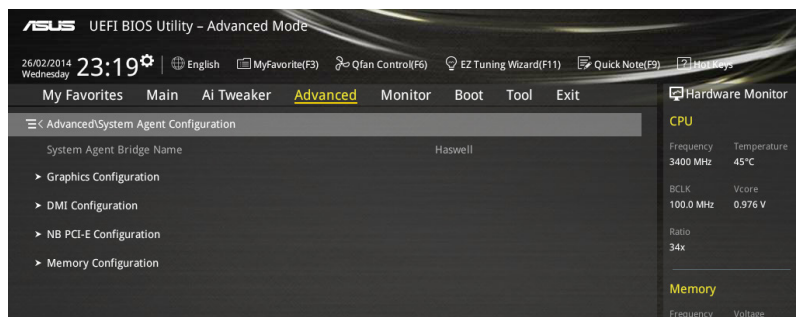 ASUS UEFI BIOS Utility – Advanced Mode
26/02/2014
Wednesday
23:19
English
MyFavorite(F3)
Qfan Control(F6)
EZ Tuning Wizard(F11)
Quick Note(F9)
? Hot Keys
My Favorites Main Ai Tweaker Advanced Monitor Boot Tool Exit
< Advanced\System Agent Configuration
System Agent Bridge Name Haswell
> Graphics Configuration
> DMI Configuration
> NB PCI-E Configuration
> Memory Configuration
Hardware Monitor
CPU
Frequency Temperature
3400 MHz 45°C
BCLK Vcore
100.0 MHz 0.976 V
Ratio
34x
Memory
Frequency Voltage